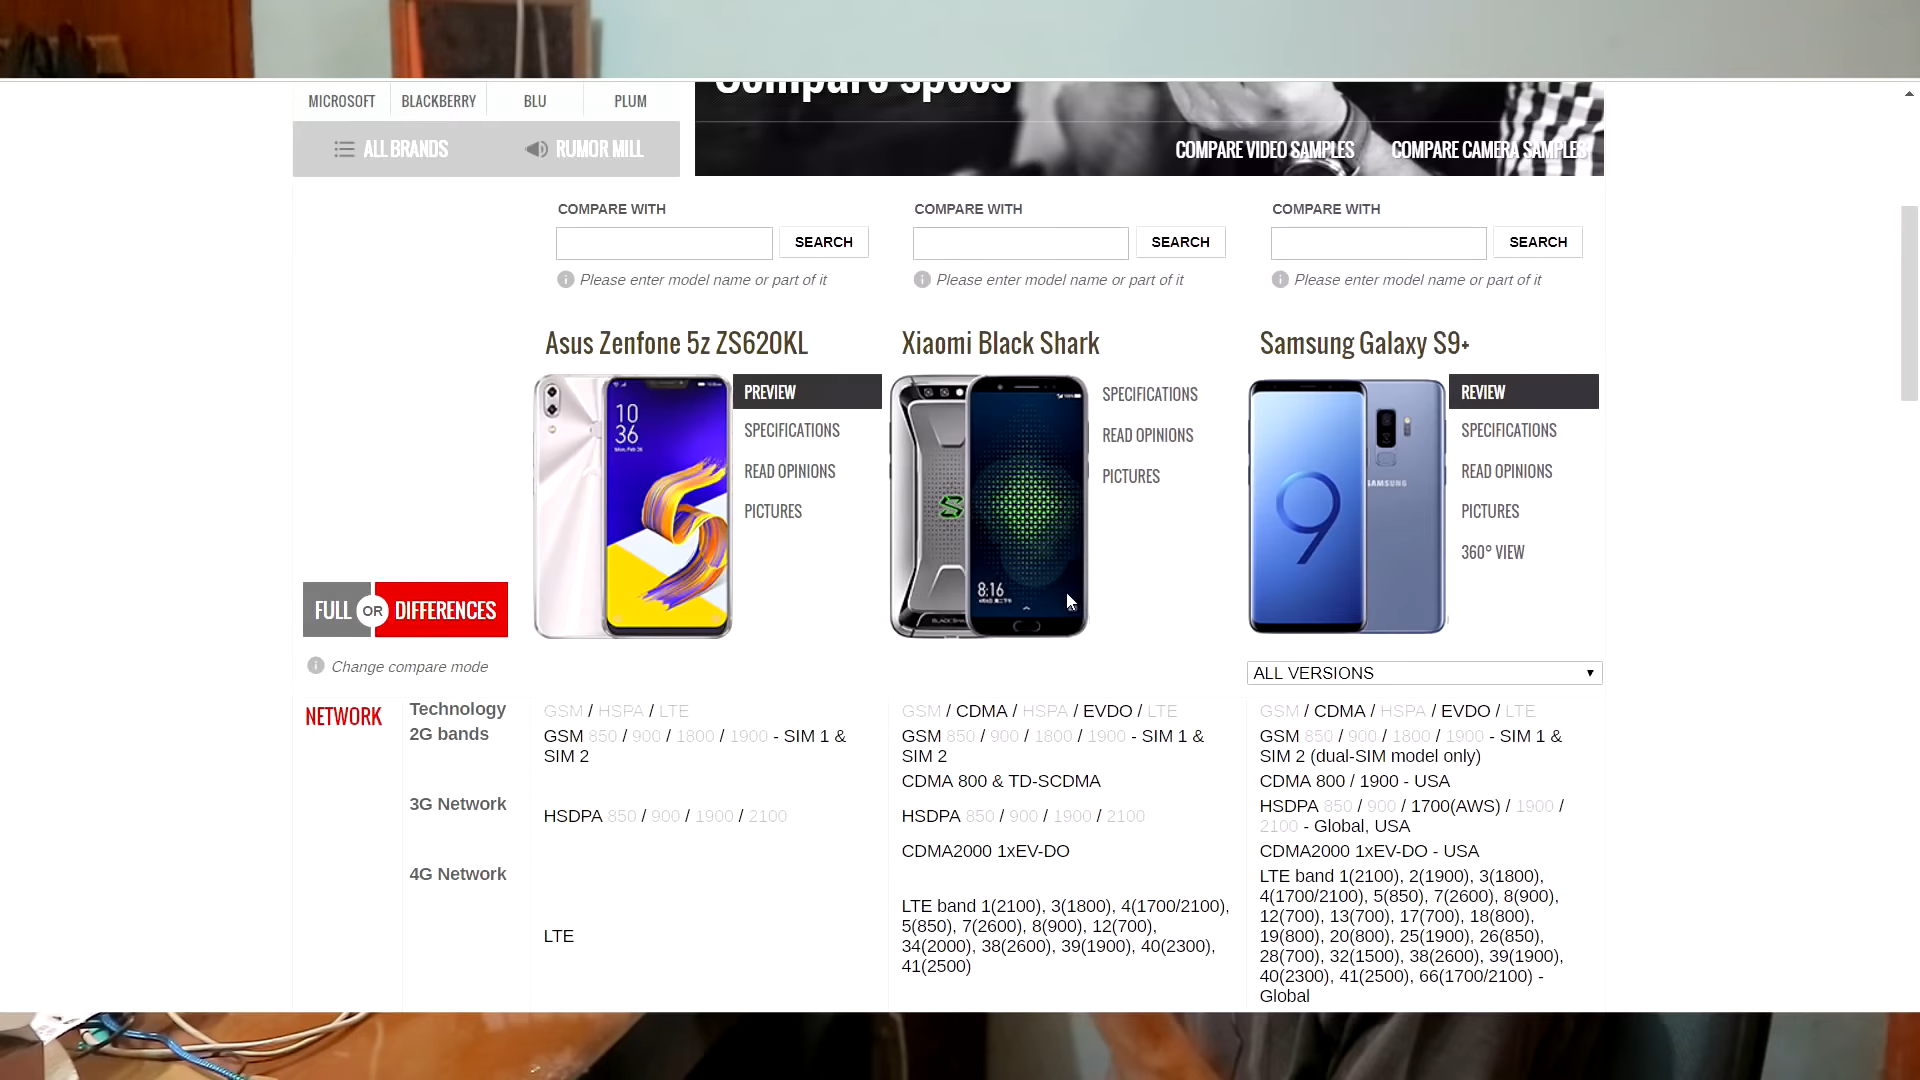 Compare specs
MICROSOFT BLACKBERRY BLU PLUM
ALL BRANDS RUMOR MILL
COMPARE VIDEO SAMPLES COMPARE CAMERA SAMPLES
COMPARE WITH COMPARE WITH COMPARE WITH
SEARCH SEARCH SEARCH
Please enter model name or part of it Please enter model name or part of it Please enter model name or part of it
Asus Zenfone 5z ZS620KL Xiaomi Black Shark Samsung Galaxy S9+
PREVIEW
SPECIFICATIONS
READ OPINIONS
PICTURES
10
36
SPECIFICATIONS
READ OPINIONS
PICTURES
8:16
REVIEW
SPECIFICATIONS
READ OPINIONS
PICTURES
360° VIEW
9
SAMSUNG
FULL OR DIFFERENCES
Change compare mode
ALL VERSIONS
NETWORK
Technology
GSM / HSPA / LTE
GSM / CDMA / HSPA / EVDO / LTE
GSM / CDMA / HSPA / EVDO / LTE
2G bands
GSM 850 / 900 / 1800 / 1900 - SIM 1 &
SIM 2
GSM 850 / 900 / 1800 / 1900 - SIM 1 &
SIM 2
CDMA 800 & TD-SCDMA
GSM 850 / 900 / 1800 / 1900 - SIM 1 &
SIM 2 (dual-SIM model only)
CDMA 800 / 1900 - USA
3G Network
HSDPA 850 / 900 / 1900 / 2100
HSDPA 850 / 900 / 1900 / 2100
CDMA2000 1xEV-DO
HSDPA 850 / 900 / 1700(AWS) / 1900 /
2100 - Global, USA
CDMA2000 1xEV-DO - USA
4G Network
LTE
LTE band 1(2100), 3(1800), 4(1700/2100),
5(850), 7(2600), 8(900), 12(700),
34(2000), 38(2600), 39(1900), 40(2300),
41(2500)
LTE band 1(2100), 2(1900), 3(1800),
4(1700/2100), 5(850), 7(2600), 8(900),
12(700), 13(700), 17(700), 18(800),
19(800), 20(800), 25(1900), 26(850),
28(700), 32(1500), 38(2600), 39(1900),
40(2300), 41(2500), 66(1700/2100) -
Global